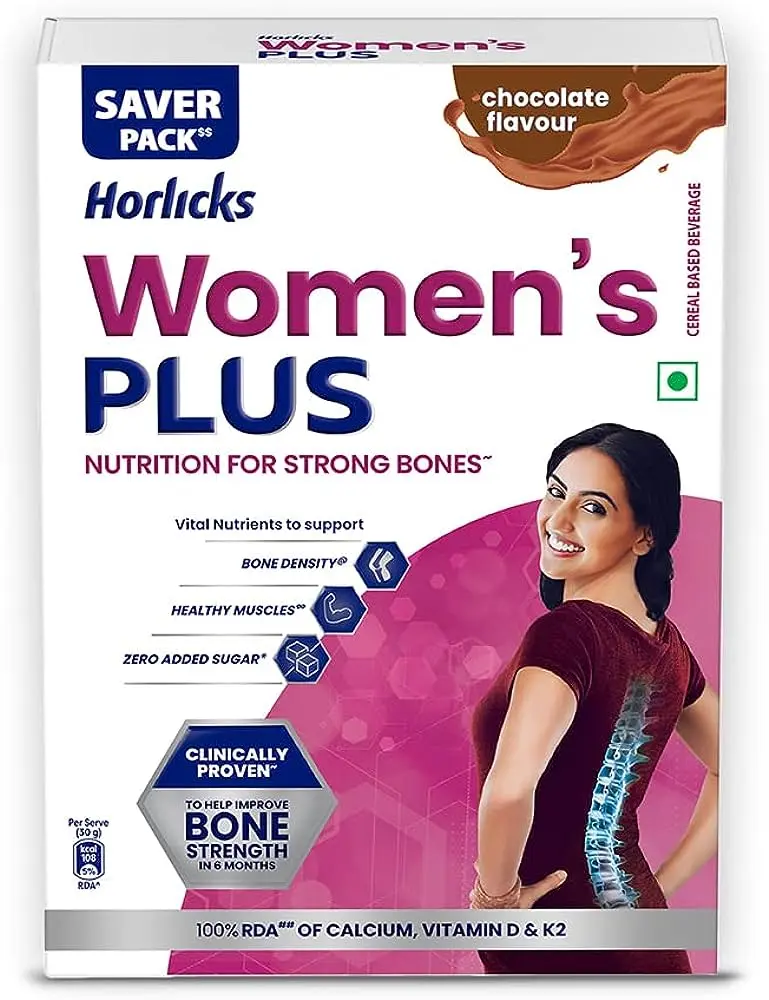 Horlicks
Women's
PLUS
SAVER
PACK$$
chocolate
flavour
Horlicks
Women's
PLUS
CEREAL BASED BEVERAGE
NUTRITION FOR STRONG BONES~
Vital Nutrients to support
BONE DENSITY@
HEALTHY MUSCLES∞
ZERO ADDED SUGAR*
CLINICALLY
PROVEN~
TO HELP IMPROVE
BONE
STRENGTH
IN 6 MONTHS
Per Serve
(30 g)
kcal
108
5%
RDA^
100% RDA## OF CALCIUM, VITAMIN D & K2